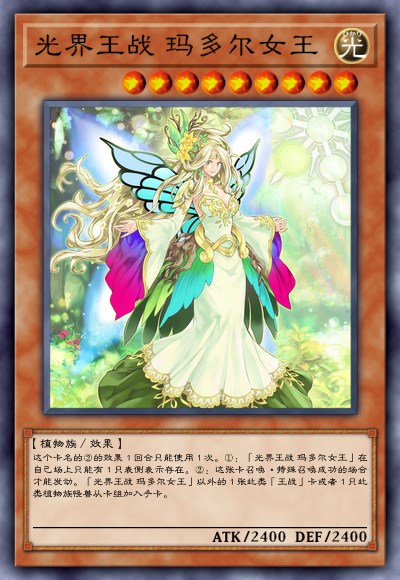 光界王战 玛多尔女王
ひかり
光
【植物族／效果】
这个卡名的②的效果1回合只能使用1次。①：「光界王战 玛多尔女王」在
自己场上只能有1只表侧表示存在。②：这张卡召唤·特殊召唤成功的场合
才能发动。「光界王战 玛多尔女王」以外的1张此类「王战」卡或者1只此
类植物族怪兽从卡组加入手卡。
ATK/2400 DEF/2400